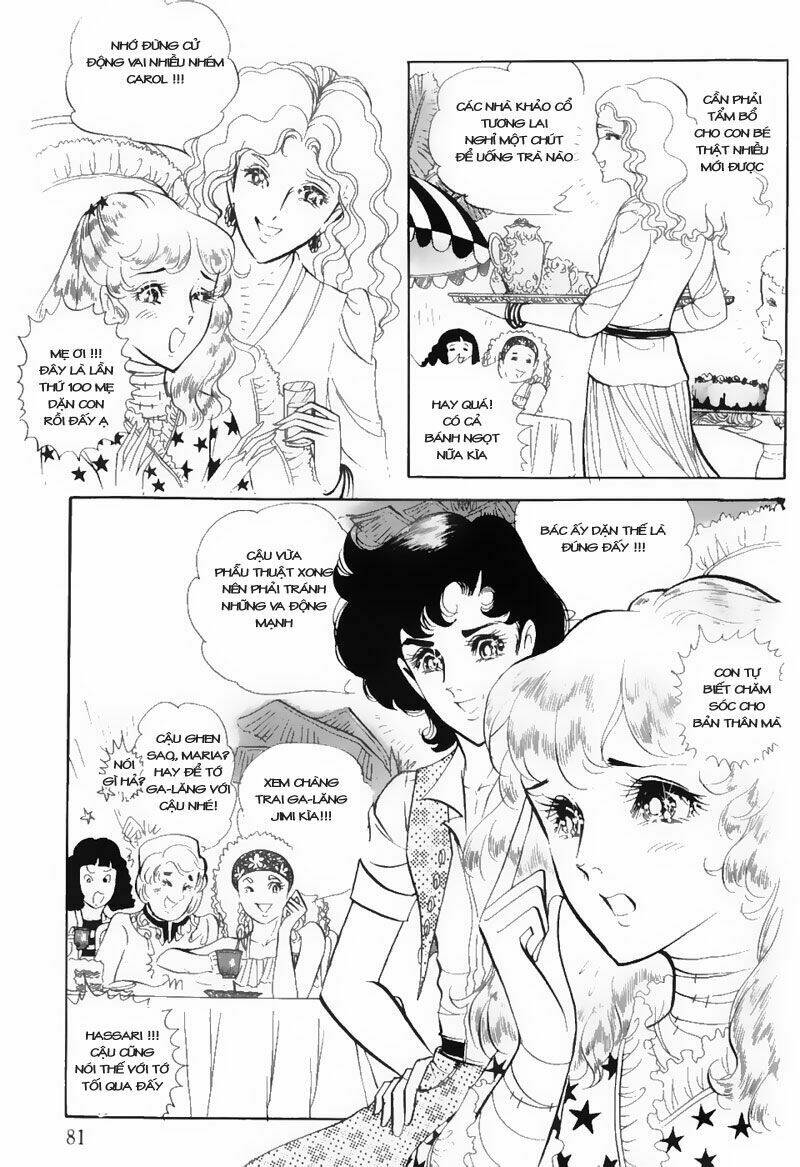 NHỚ ĐỪNG CỬ
ĐỘNG VAI NHIỀU NHÉM
CAROL !!!
MẸ ƠI !!!
ĐÂY LÀ LẦN
THỨ 100 MẸ
DẶN CON
RỒI ĐẤY Ạ
CÁC NHÀ KHẢO CỔ
TƯƠNG LAI
NGHỈ MỘT CHÚT
ĐỂ UỐNG TRÀ NÀO
CẦN PHẢI
TẨM BỔ
CHO CON BÉ
THẬT NHIỀU
MỚI ĐƯỢC
HAY QUÁ!
CÓ CẢ
BÁNH NGỌT
NỮA KÌA
BÁC ẤY DẶN THẾ LÀ
ĐÚNG ĐẤY !!!
CẬU VỪA
PHẨU THUẬT XONG
NÊN PHẢI TRÁNH
NHỮNG VA ĐỘNG
MẠNH
CON TỰ
BIẾT CHĂM
SÓC CHO
BẢN THÂN MÀ
XEM CHÀNG
TRAI GA-LĂNG
JIMI KÌA!!!
CẬU GHEN
SAO, MARIA?
HAY ĐỂ TỚ
GA-LĂNG VỚI
CẬU NHÉ!
NÓI
GÌ HẢ?
HASSARI !!!
CẬU CŨNG
NÓI THẾ VỚI TỚ
TỐI QUA ĐẤY
81